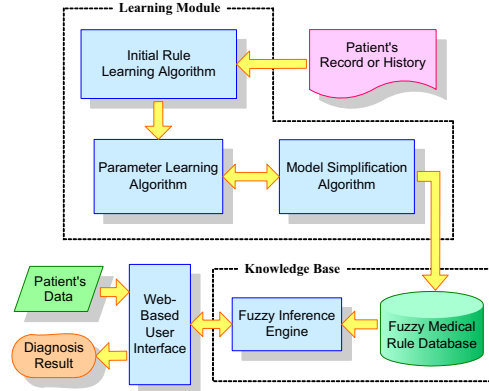 Learning Module
Initial Rule
Learning Algorithm
Patient's
Record or History
Parameter Learning
Algorithm
Model Simplification
Algorithm
Knowledge Base
Patient's
Data
Web-
Based
User
Interface
Fuzzy Inference
Engine
Fuzzy Medical
Rule Database
Diagnosis
Result